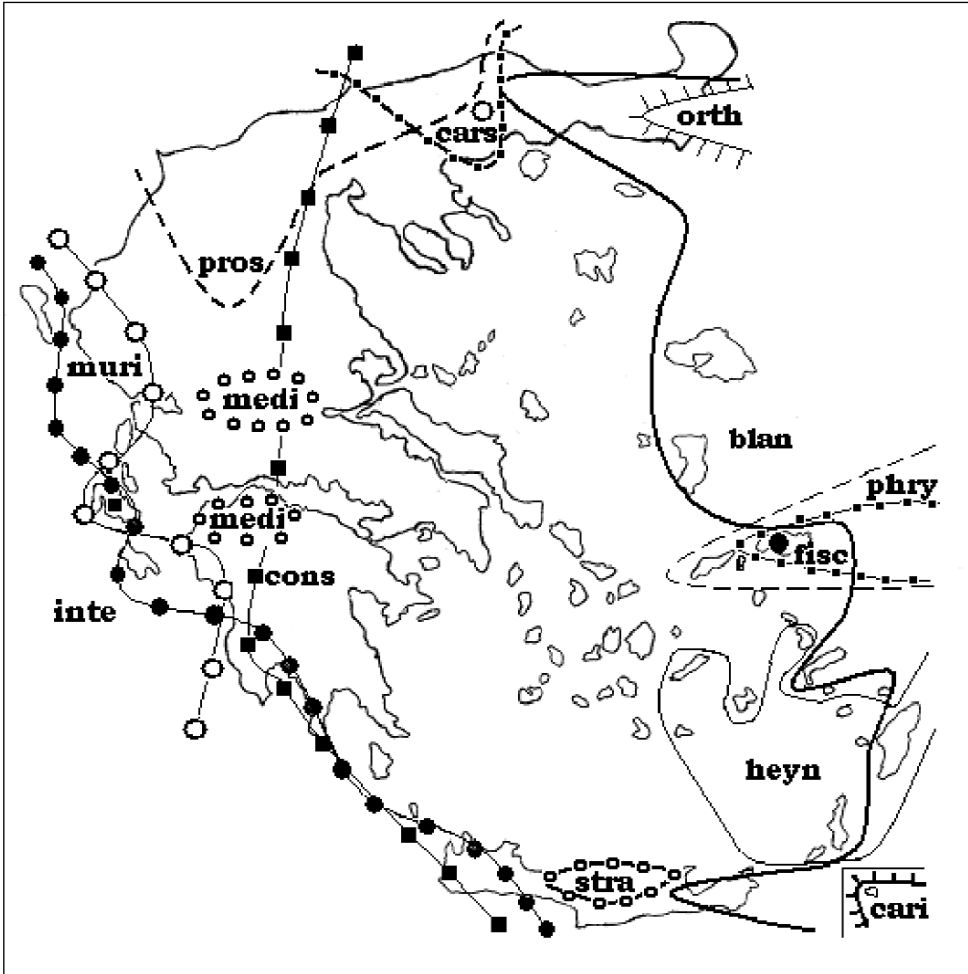 orth
cars
pros
muri
medi
blan
phry
medi
fisc
cons
inte
heyn
stra
cari